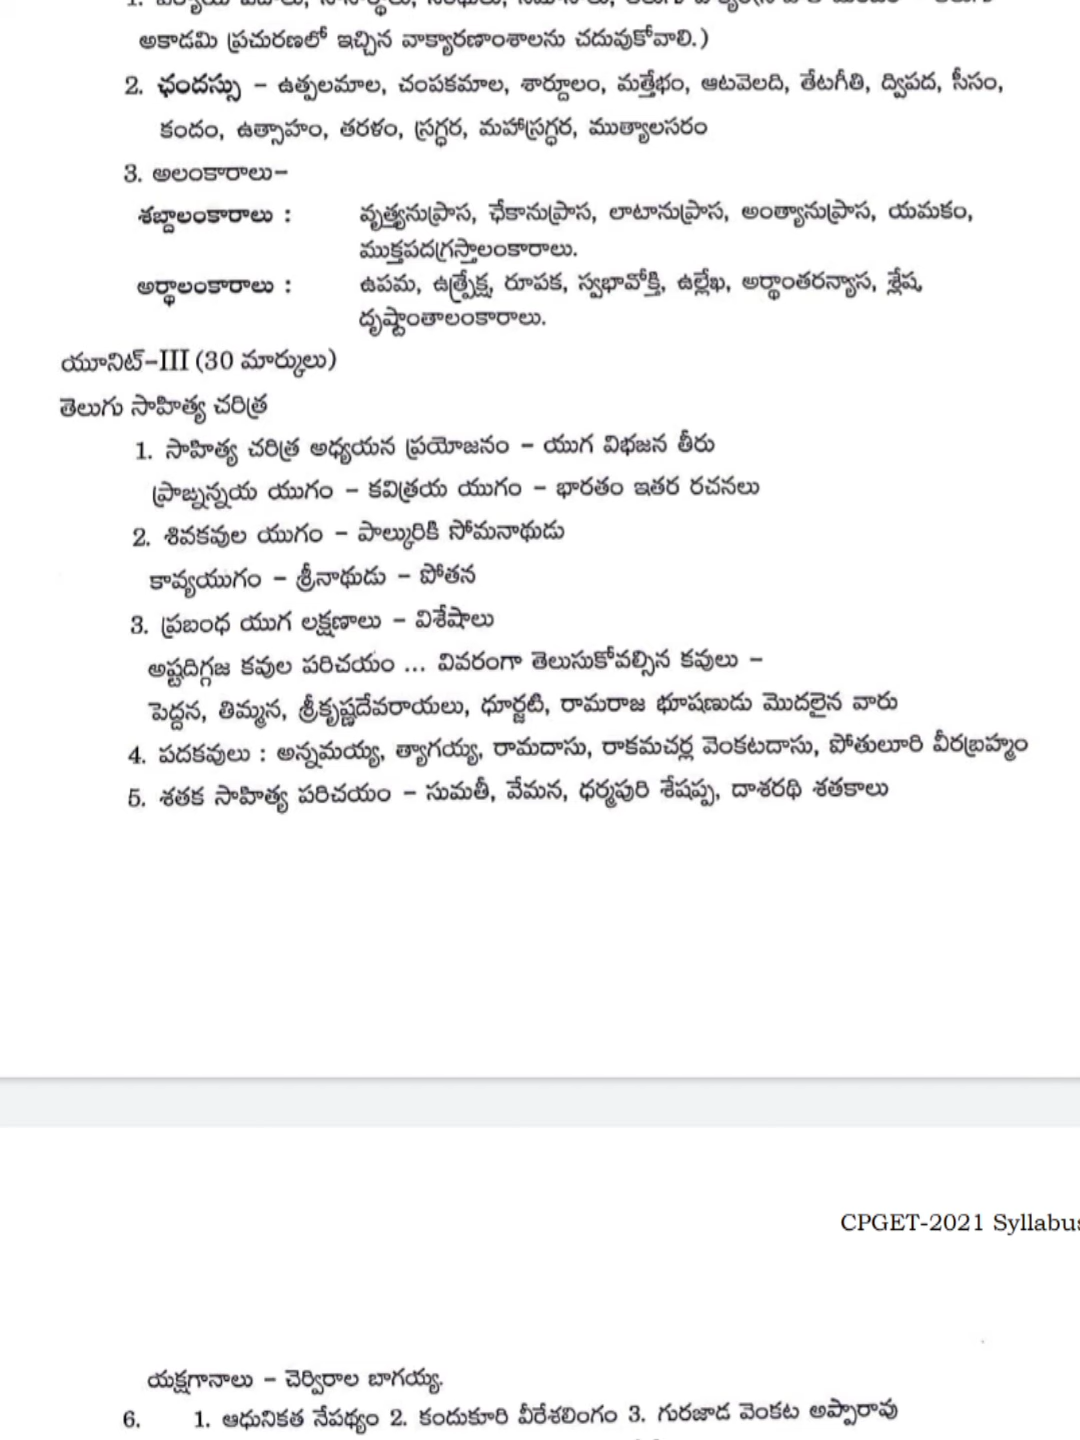 అకాడమి ప్రచురణలో ఇచ్చిన వాక్యారణాంశాలను చదువుకోవాలి.)
2. ఛందస్సు – ఉత్పలమాల, చంపకమాల, శార్దూలం, మత్తేభం, ఆటవెలది, తేటగీతి, ద్విపద, సీసం,
కందం, ఉత్సాహం, తరళం, స్రగ్ధర, మహాస్రగ్ధర, ముత్యాలసరం
3. అలంకారాలు–
శబ్దాలంకారాలు : వృత్త్యనుప్రాస, ఛేకానుప్రాస, లాటానుప్రాస, అంత్యానుప్రాస, యమకం,
ముక్తపదగ్రస్తాలంకారాలు.
అర్థాలంకారాలు : ఉపమ, ఉత్ప్రేక్ష, రూపక, స్వభావోక్తి, ఉల్లేఖ, అర్థాంతరన్యాస, శ్లేష,
దృష్టాంతాలంకారాలు.
యూనిట్–III (30 మార్కులు)
తెలుగు సాహిత్య చరిత్ర
1. సాహిత్య చరిత్ర అధ్యయన ప్రయోజనం – యుగ విభజన తీరు
ప్రాఙ్నన్నయ యుగం – కవిత్రయ యుగం – భారతం ఇతర రచనలు
2. శివకవుల యుగం – పాల్కురికి సోమనాథుడు
కావ్యయుగం – శ్రీనాథుడు – పోతన
3. ప్రబంధ యుగ లక్షణాలు – విశేషాలు
అష్టదిగ్గజ కవుల పరిచయం ... వివరంగా తెలుసుకోవల్సిన కవులు –
పెద్దన, తిమ్మన, శ్రీకృష్ణదేవరాయలు, ధూర్జటి, రామరాజ భూషణుడు మొదలైన వారు
4. పదకవులు : అన్నమయ్య, త్యాగయ్య, రామదాసు, రాకమచర్ల వెంకటదాసు, పోతులూరి వీరబ్రహ్మం
5. శతక సాహిత్య పరిచయం – సుమతీ, వేమన, ధర్మపురి శేషప్ప, దాశరథి శతకాలు
CPGET-2021 Syllabus
యక్షగానాలు – చెర్విరాల బాగయ్య.
6. 1. ఆధునికత నేపథ్యం 2. కందుకూరి వీరేశలింగం 3. గురజాడ వెంకట అప్పారావు